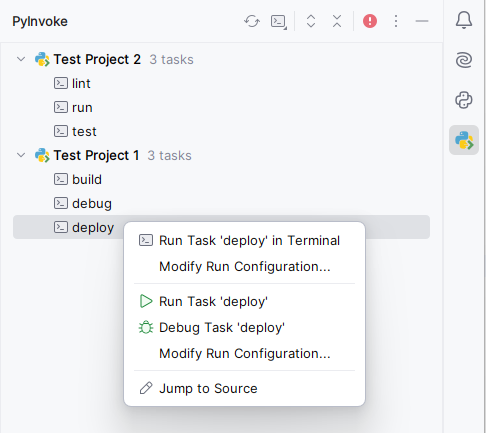 PyInvoke
Test Project 2 3 tasks
lint
run
test
Test Project 1 3 tasks
build
debug
deploy
Run Task 'deploy' in Terminal
Modify Run Configuration...
Run Task 'deploy'
Debug Task 'deploy'
Modify Run Configuration...
Jump to Source